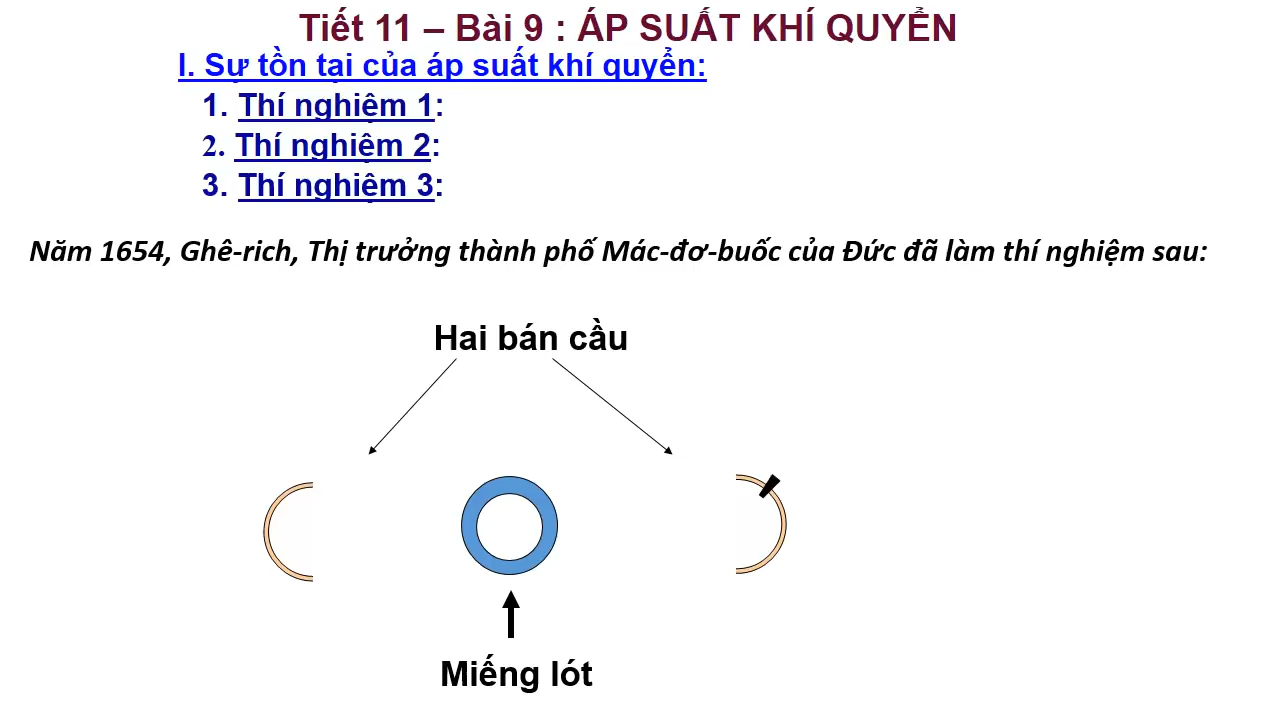 Tiết 11 – Bài 9 : ÁP SUẤT KHÍ QUYỂN
I. Sự tồn tại của áp suất khí quyển:
1. Thí nghiệm 1:
2. Thí nghiệm 2:
3. Thí nghiệm 3:
Năm 1654, Ghê-rich, Thị trưởng thành phố Mác-đơ-buốc của Đức đã làm thí nghiệm sau:
Hai bán cầu
Miếng lót